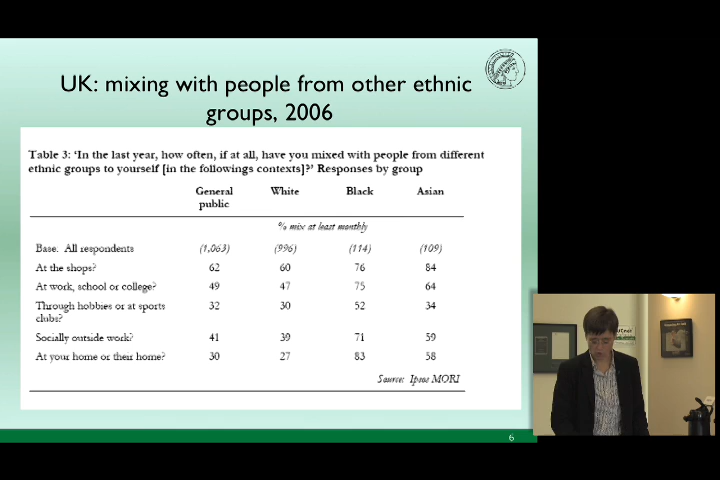 UK: mixing with people from other ethnic
groups, 2006
Table 3: 'In the last year, how often, if at all, have you mixed with people from different
ethnic groups to yourself [in the followings contexts]?' Responses by group
General public White Black Asian
% mix at least monthly
Base: All respondents (1,063) (996) (114) (109)
At the shops? 62 60 76 84
At work, school or college? 49 47 75 64
Through hobbies or at sports clubs? 32 30 52 34
Socially outside work? 41 39 71 59
At your home or their home? 30 27 83 58
Source: Ipsos MORI
6